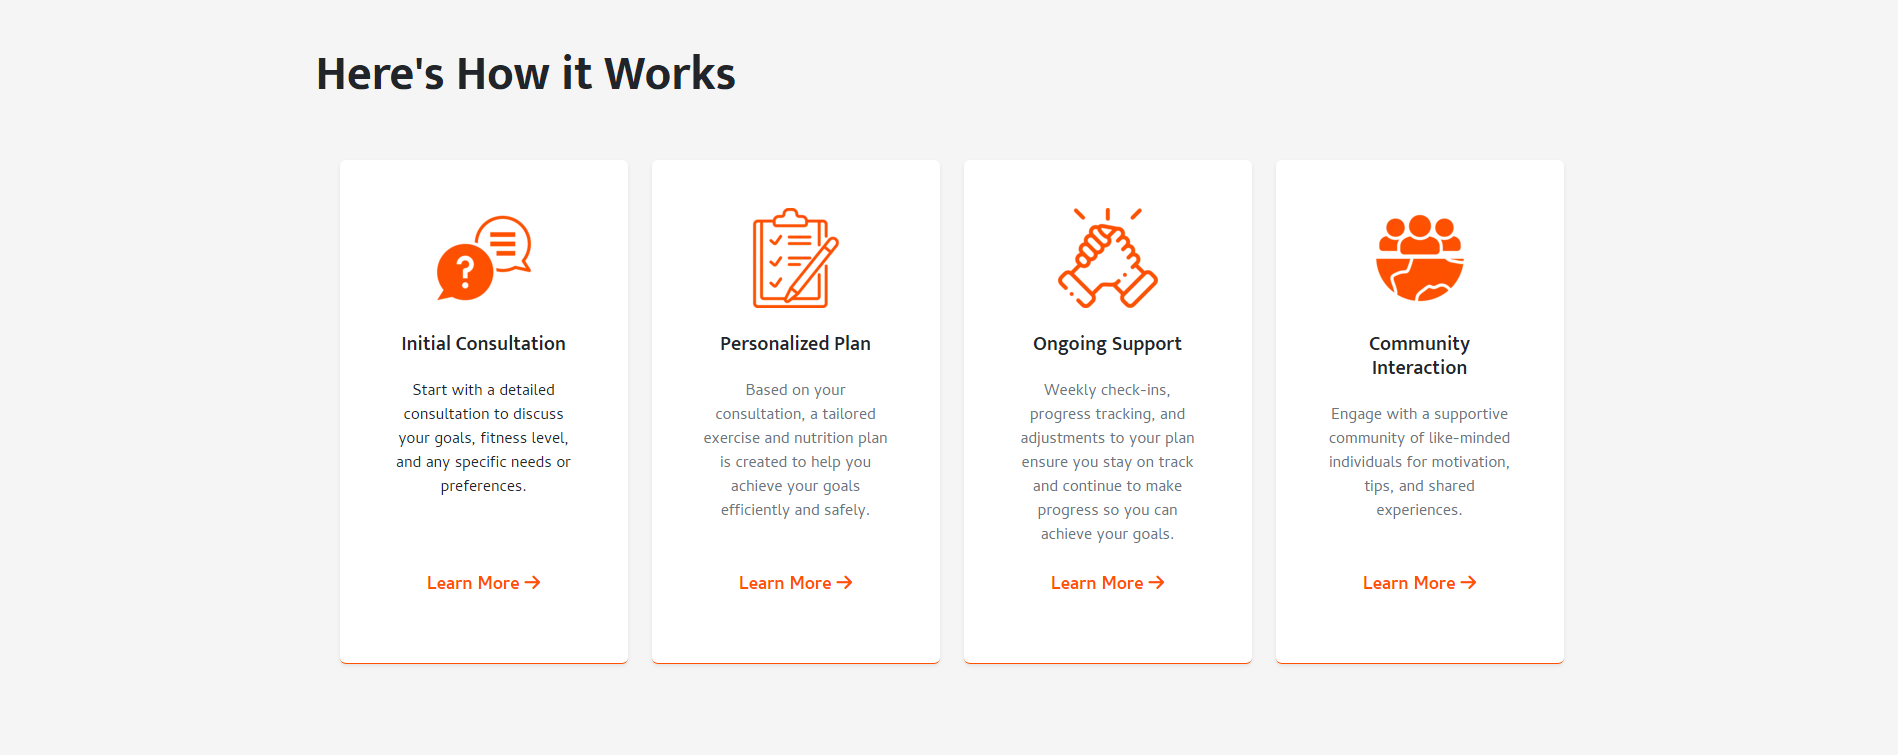 Here's How it Works
?
Initial Consultation
Start with a detailed
consultation to discuss
your goals, fitness level,
and any specific needs or
preferences.
Learn More →
Personalized Plan
Based on your
consultation, a tailored
exercise and nutrition plan
is created to help you
achieve your goals
efficiently and safely.
Learn More →
Ongoing Support
Weekly check-ins,
progress tracking, and
adjustments to your plan
ensure you stay on track
and continue to make
progress so you can
achieve your goals.
Learn More →
Community
Interaction
Engage with a supportive
community of like-minded
individuals for motivation,
tips, and shared
experiences.
Learn More →